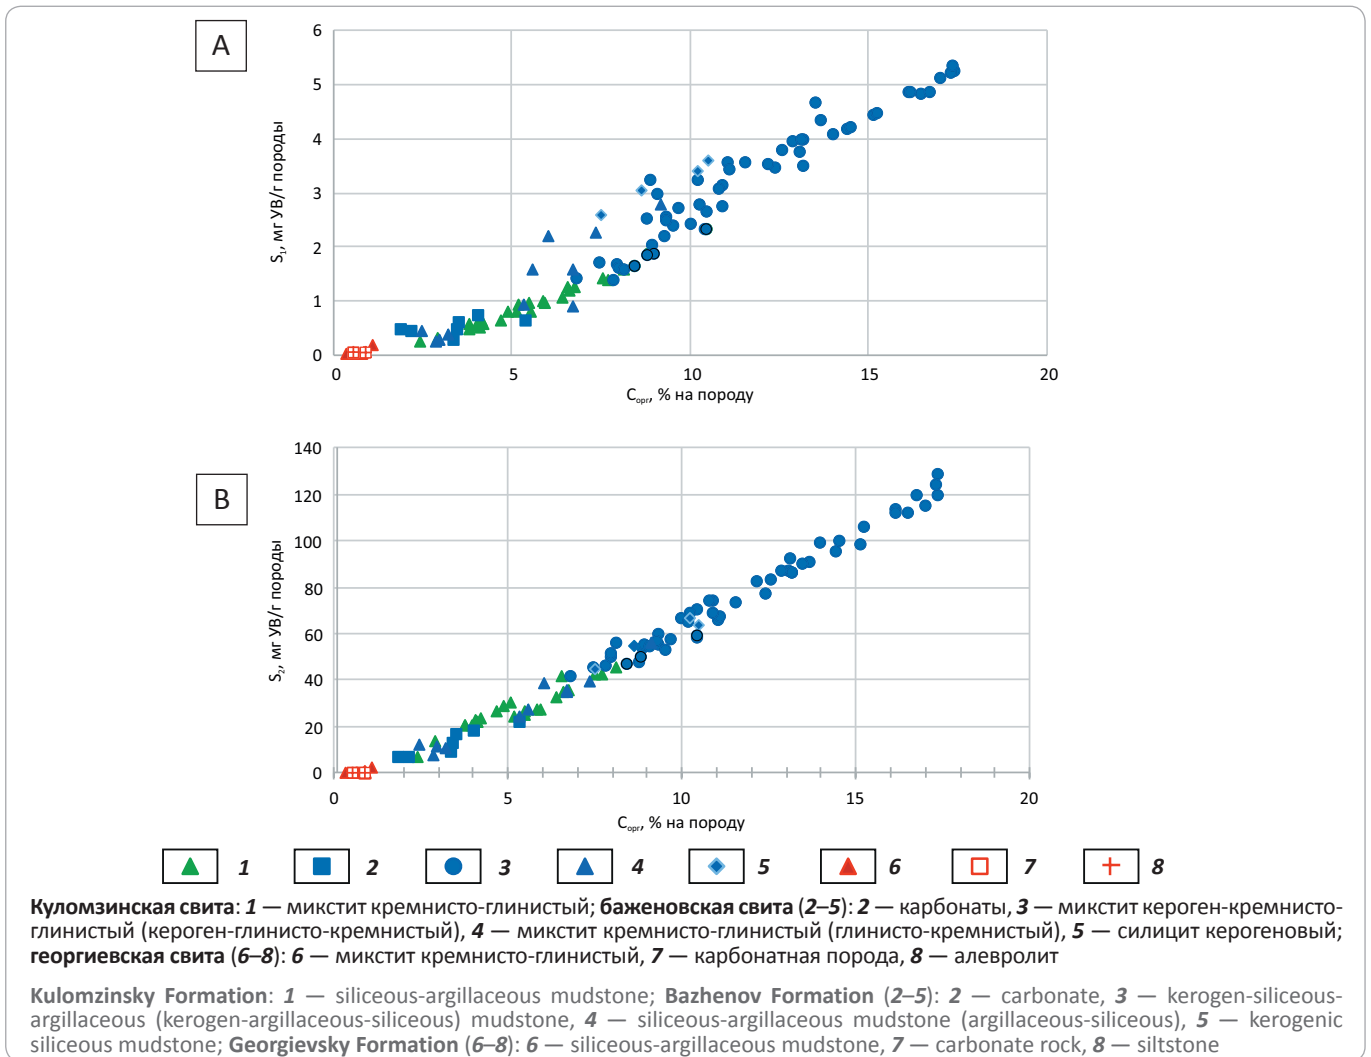 A
6
5
4
3
2
1
0
S₁, мг УВ/г породы
0 5 10 15 20
Cорг, % на породу
B
140
120
100
80
60
40
20
0
S₂, мг УВ/г породы
0 5 10 15 20
Cорг, % на породу
1 2 3 4 5 6 7 8
Куломзинская свита: 1 — микстит кремнисто-глинистый; баженовская свита (2–5): 2 — карбонаты, 3 — микстит кероген-кремнисто-
глинистый (кероген-глинисто-кремнистый), 4 — микстит кремнисто-глинистый (глинисто-кремнистый), 5 — силицит керогеновый;
георгиевская свита (6–8): 6 — микстит кремнисто-глинистый, 7 — карбонатная порода, 8 — алевролит
Kulomzinsky Formation: 1 — siliceous-argillaceous mudstone; Bazhenov Formation (2–5): 2 — carbonate, 3 — kerogen-siliceous-
argillaceous (kerogen-argillaceous-siliceous) mudstone, 4 — siliceous-argillaceous mudstone (argillaceous-siliceous), 5 — kerogenic
siliceous mudstone; Georgievsky Formation (6–8): 6 — siliceous-argillaceous mudstone, 7 — carbonate rock, 8 — siltstone